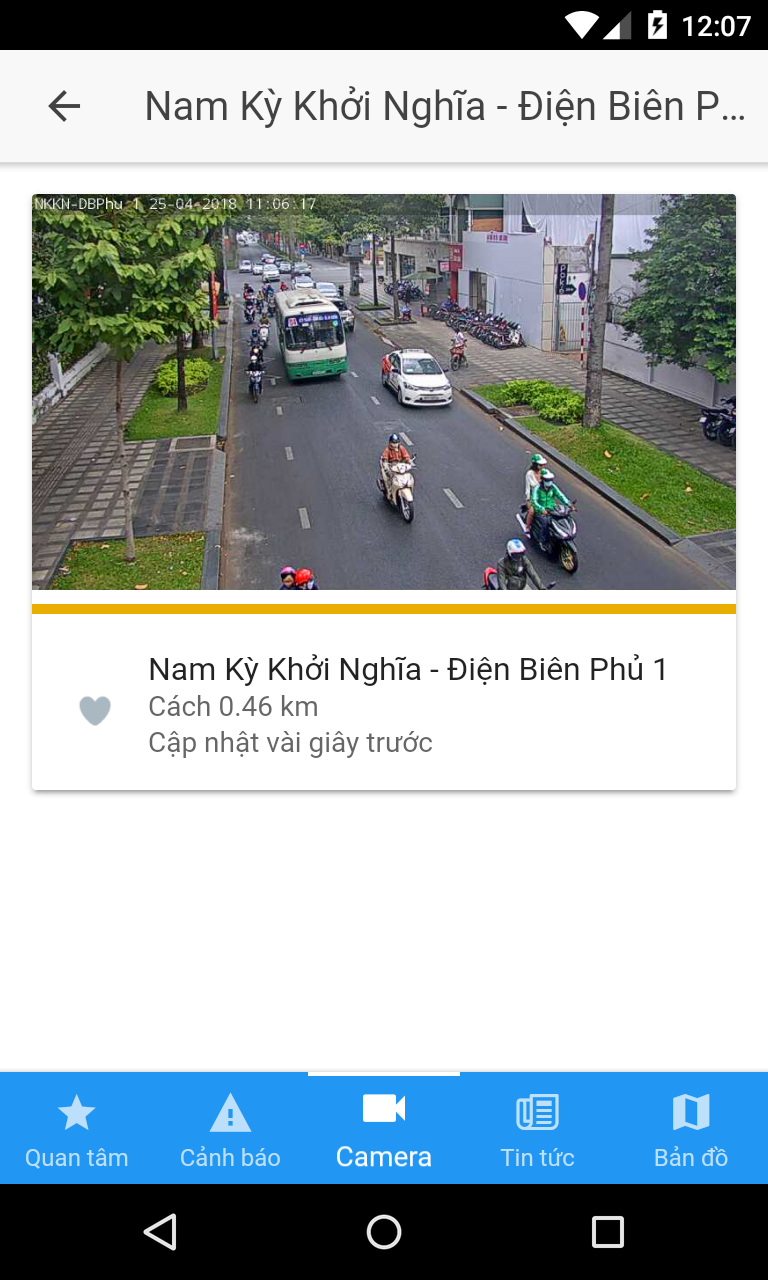 12:07
Nam Kỳ Khởi Nghĩa - Điện Biên P...
NKKN-DBPhu 1 25-04-2018 11:06:17
Nam Kỳ Khởi Nghĩa - Điện Biên Phủ 1
Cách 0.46 km
Cập nhật vài giây trước
Quan tâm
Cảnh báo
Camera
Tin tức
Bản đồ